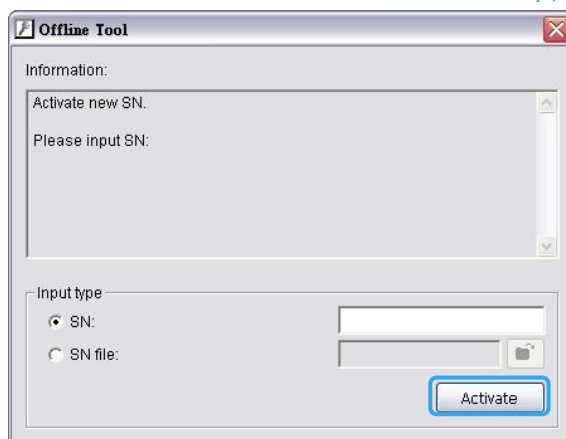 Offline Tool
Information:
Activate new SN.
Please input SN:
Input type
SN:
SN file:
Activate